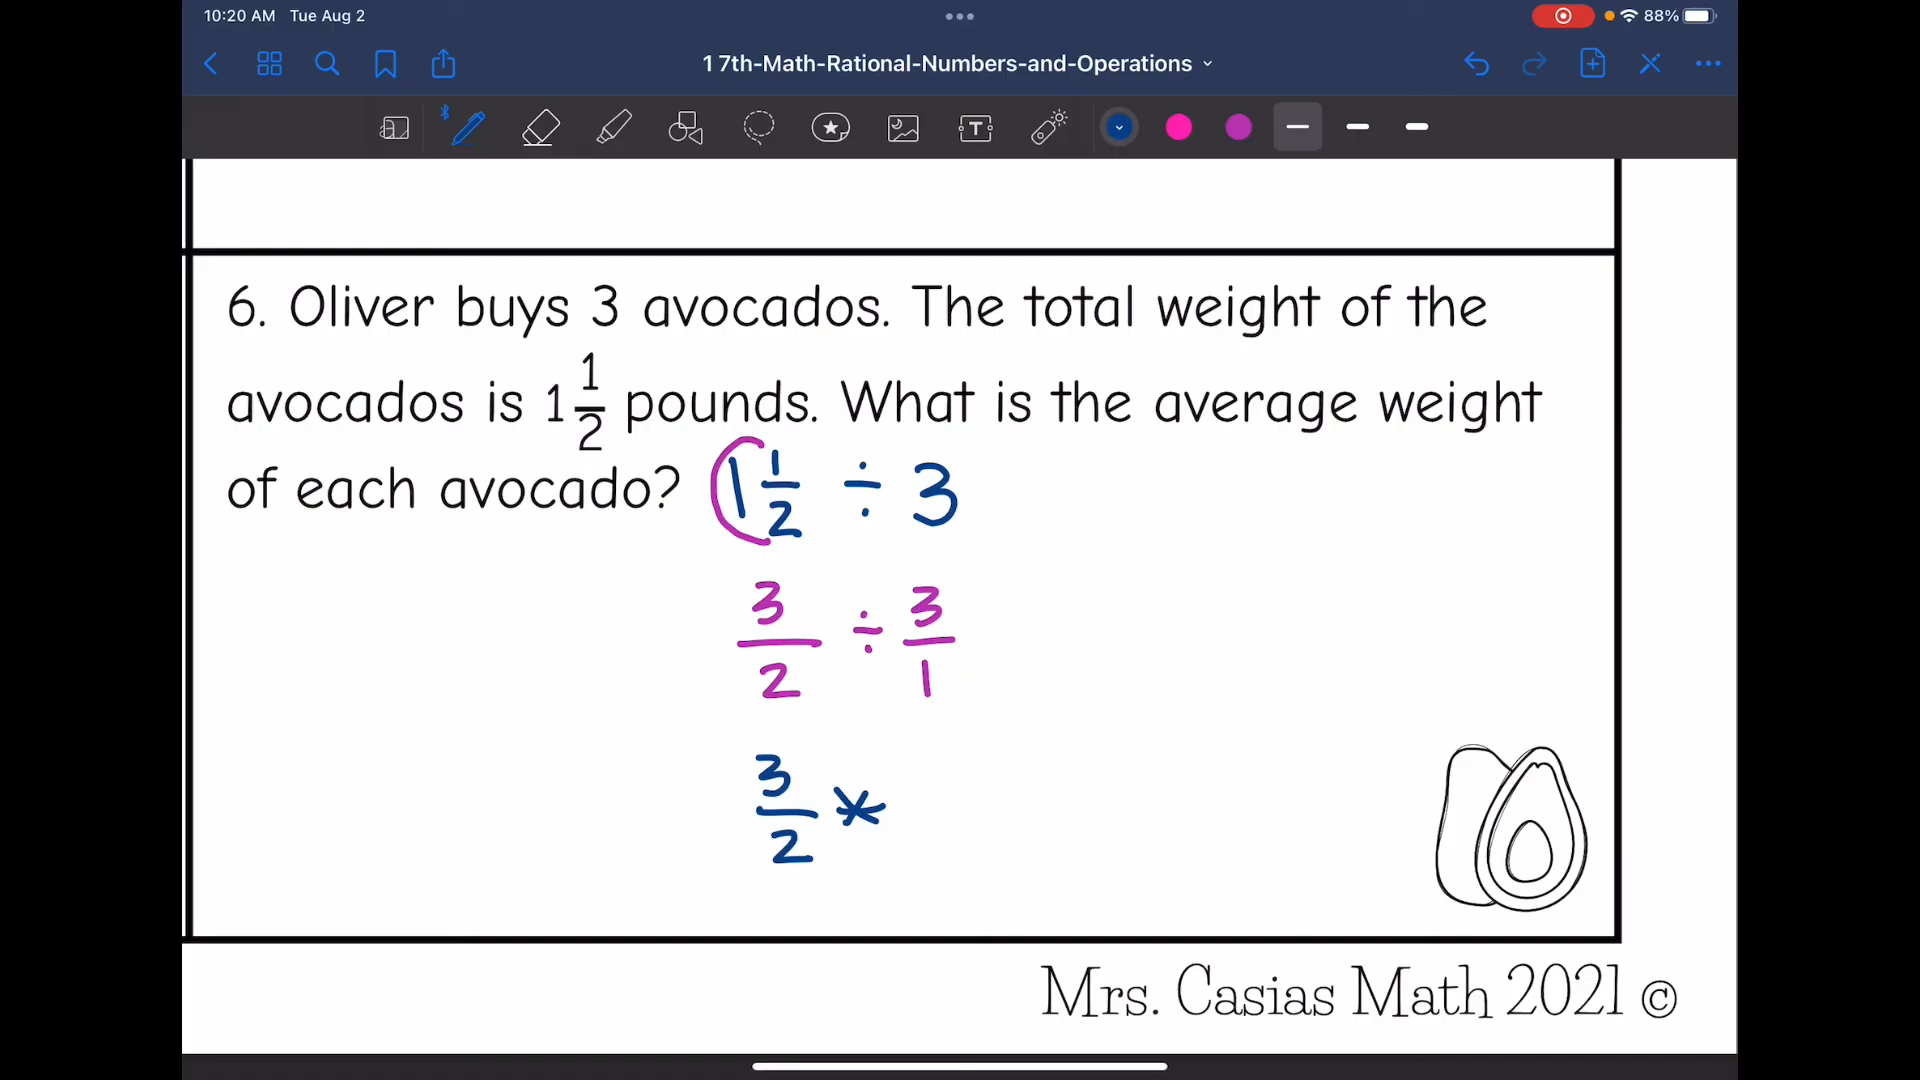 10:20 AM Tue Aug 2
88%
1 7th-Math-Rational-Numbers-and-Operations
6. Oliver buys 3 avocados. The total weight of the
avocados is 1 1/2 pounds. What is the average weight
of each avocado? 1 1/2 ÷ 3
3/2 ÷ 3/1
3/2 *
Mrs. Casias Math 2021 ©